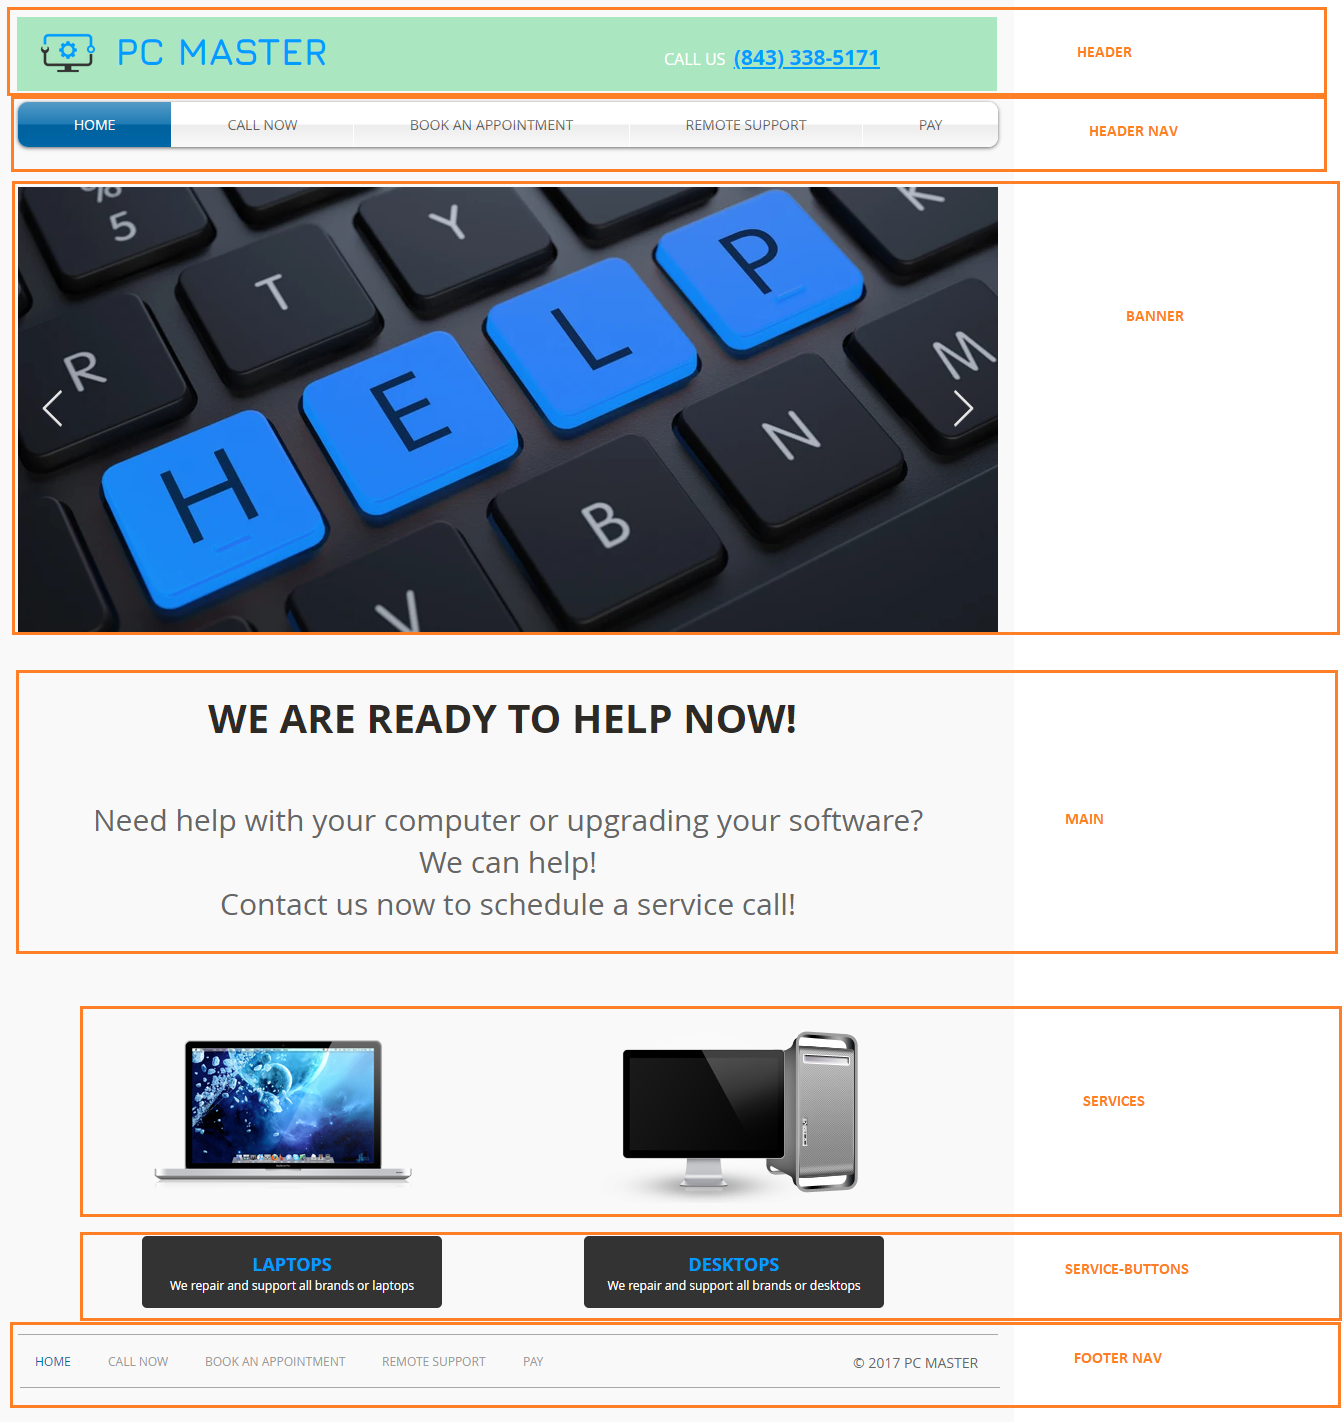 PC MASTER
CALL US (843) 338-5171
HEADER
HOME CALL NOW BOOK AN APPOINTMENT REMOTE SUPPORT PAY
HEADER NAV
%
5
Y
K
T
P
R
L
M
E
N
H
B
V
BANNER
WE ARE READY TO HELP NOW!
Need help with your computer or upgrading your software?
We can help!
Contact us now to schedule a service call!
MAIN
SERVICES
LAPTOPS
We repair and support all brands or laptops
DESKTOPS
We repair and support all brands or desktops
SERVICE-BUTTONS
HOME CALL NOW BOOK AN APPOINTMENT REMOTE SUPPORT PAY
© 2017 PC MASTER
FOOTER NAV